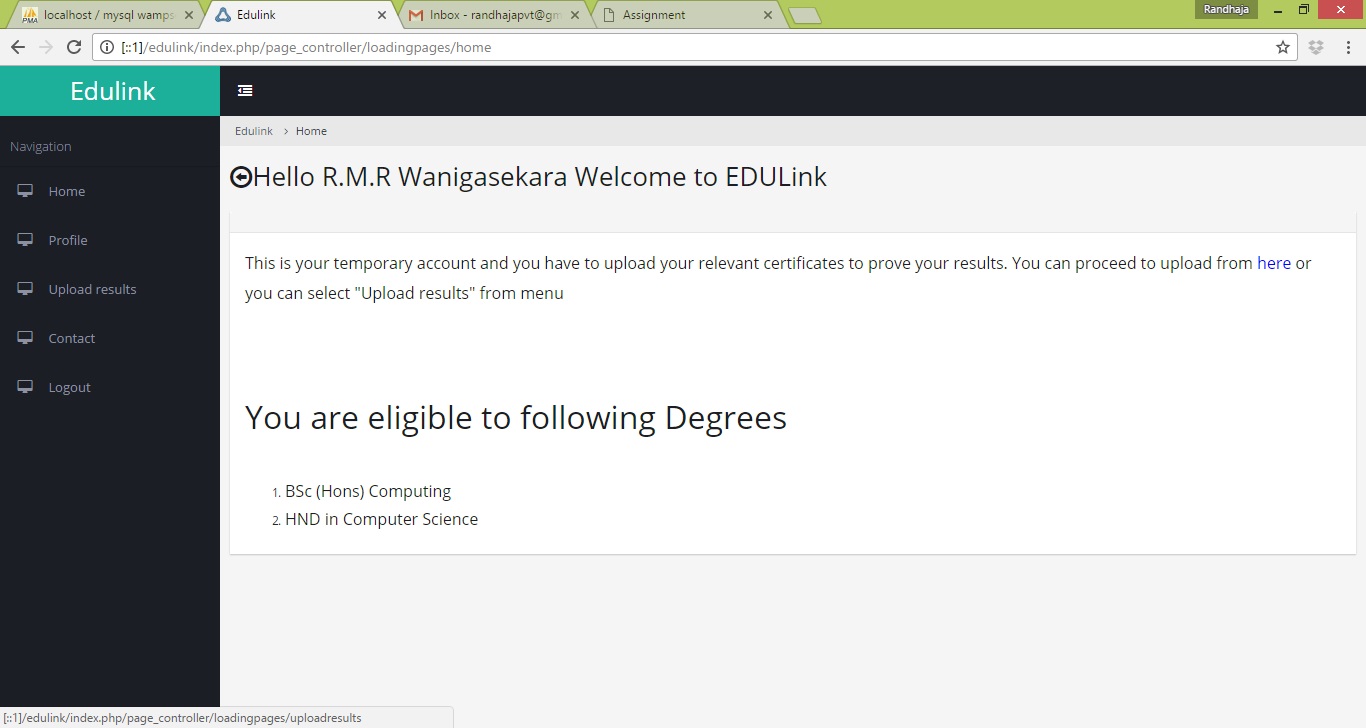 localhost / mysql wamps
Edulink
Inbox - randhajapvt@gm
Assignment
Randhaja
[::1]/edulink/index.php/page_controller/loadingpages/home
Edulink
Navigation
Home
Profile
Upload results
Contact
Logout
Edulink > Home
Hello R.M.R Wanigasekara Welcome to EDULink
This is your temporary account and you have to upload your relevant certificates to prove your results. You can proceed to upload from here or
you can select "Upload results" from menu
You are eligible to following Degrees
1. BSc (Hons) Computing
2. HND in Computer Science
[::1]/edulink/index.php/page_controller/loadingpages/uploadresults